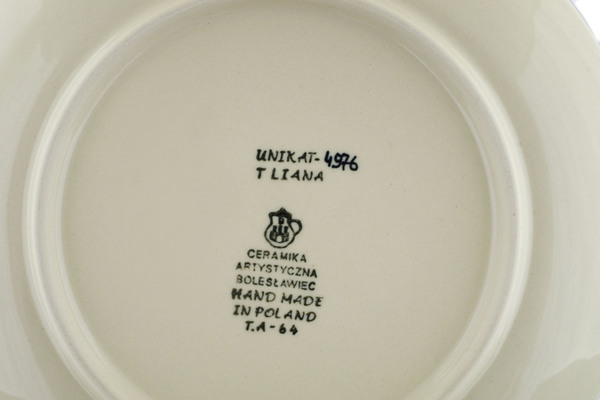 UNIKAT-4976
T LIANA
CERAMIKA
ARTYSTYCZNA
BOLESŁAWIEC
HAND MADE
IN POLAND
T.A-64